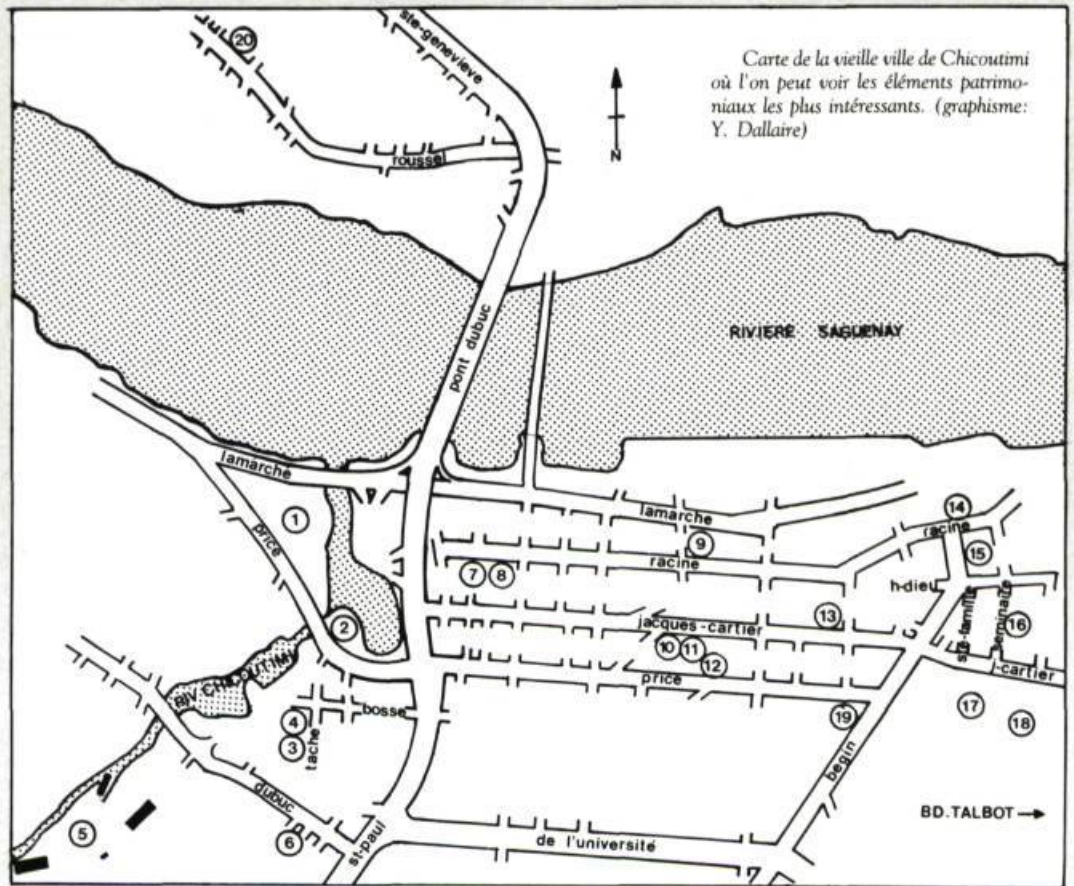 Carte de la vieille ville de Chicoutimi
où l'on peut voir les éléments patrimo-
niaux les plus intéressants. (graphisme:
Y. Dallaire)
20
ste-geneviève
N
roussel
pont dubuc
RIVIÈRE SAGUENAY
lamarche
1
price
lamarche
9
racine
14
racine
15
7
8
h-dieu
2
jacques-cartier
13
ste-famille
séminaire
16
10
11
12
j-cartier
RIV CHICOUTIMI
price
4
bosse
3
tache
19
17
18
bégin
dubuc
BD. TALBOT
5
6
st-paul
de l'université